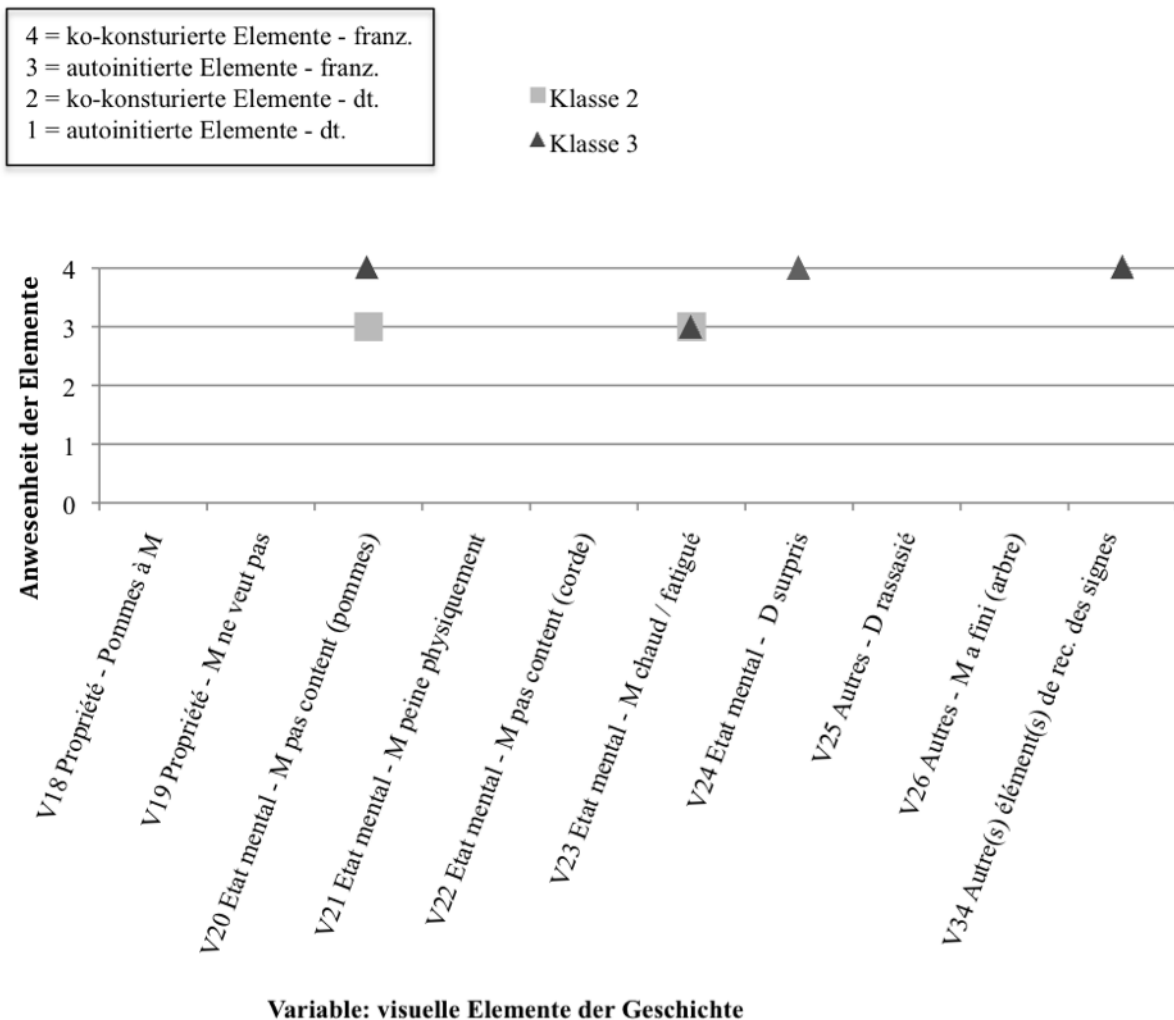 4 = ko-konsturierte Elemente - franz.
3 = autoinitierte Elemente - franz.
2 = ko-konsturierte Elemente - dt.
1 = autoinitierte Elemente - dt.
Klasse 2
Klasse 3
Anwesenheit der Elemente
4
3
2
1
0
V18 Propriété - Pommes à M
V19 Propriété - M ne veut pas
V20 Etat mental - M pas content (pommes)
V21 Etat mental - M peine physiquement
V22 Etat mental - M pas content (corde)
V23 Etat mental - M chaud / fatigué
V24 Etat mental - D surpris
V25 Autres - D rassasié
V26 Autres - M a fini (arbre)
V34 Autre(s) élément(s) de rec. des signes
Variable: visuelle Elemente der Geschichte